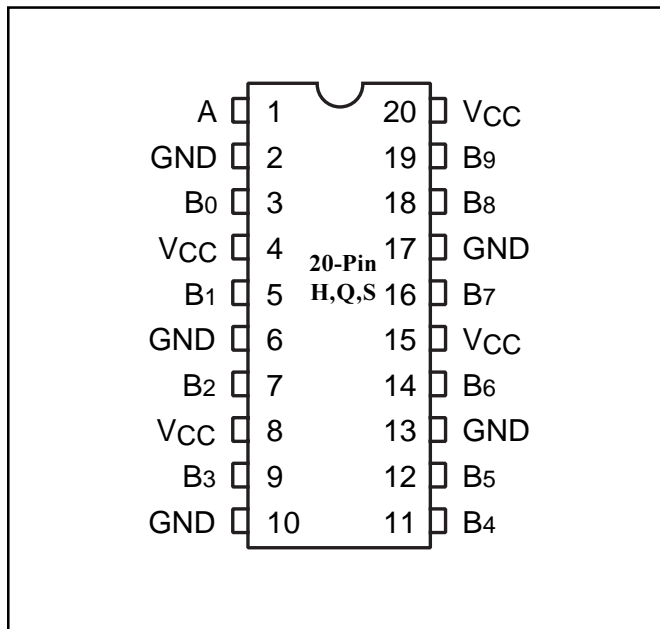 A 1 20 VCC
GND 2 19 B9
B0 3 18 B8
VCC 4 17 GND
20-Pin
H,Q,S
B1 5 16 B7
GND 6 15 VCC
B2 7 14 B6
VCC 8 13 GND
B3 9 12 B5
GND 10 11 B4